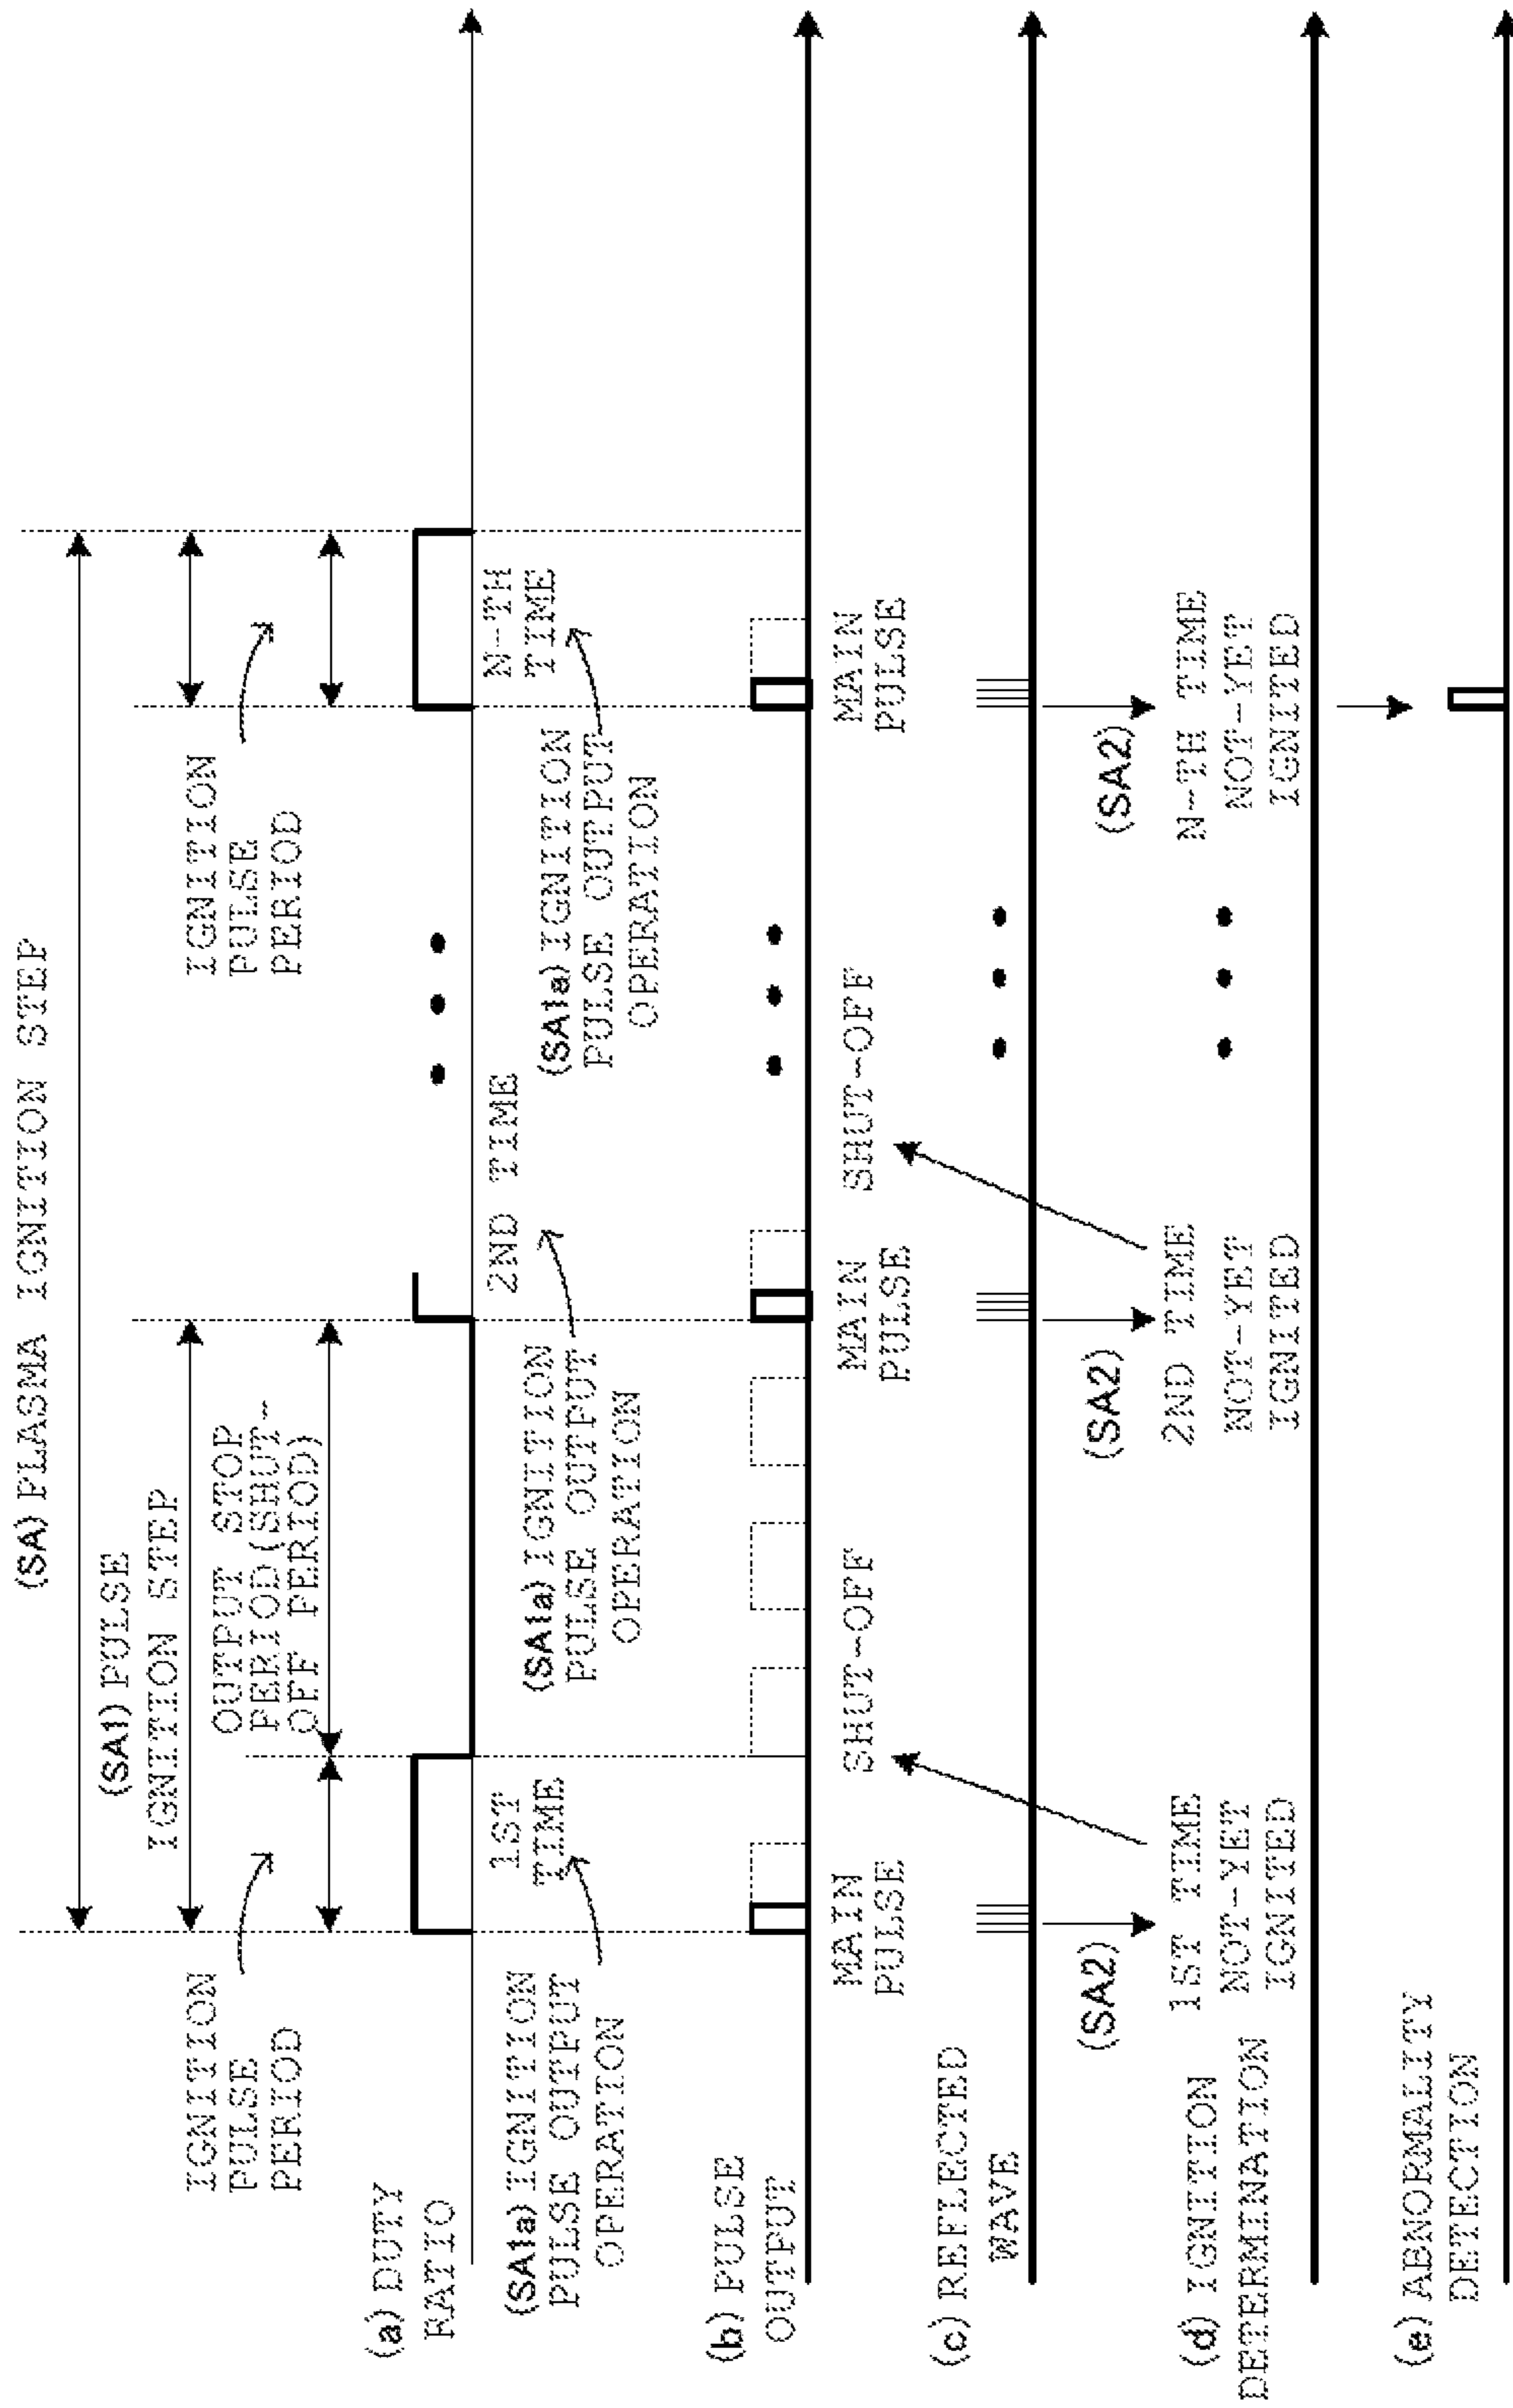 (SA) PLASMA IGNITION STEP
(SA1) PULSE
IGNITION STEP
IGNITION
PULSE
PERIOD
OUTPUT STOP
PERIOD(SHUT-
OFF PERIOD)
IGNITION
PULSE
PERIOD
(a) DUTY
RATIO
1ST
TIME
2ND TIME
N-TH
TIME
(SA1a) IGNITION
PULSE OUTPUT
OPERATION
(SA1a) IGNITION
PULSE OUTPUT
OPERATION
(SA1a) IGNITION
PULSE OUTPUT
OPERATION
(b) PULSE
OUTPUT
MAIN
PULSE
SHUT-OFF
MAIN
PULSE
SHUT-OFF
MAIN
PULSE
(c) REFLECTED
WAVE
(SA2)
(SA2)
(SA2)
(d) IGNITION
DETERMINATION
1ST TIME
NOT-YET
IGNITED
2ND TIME
NOT-YET
IGNITED
N-TH TIME
NOT-YET
IGNITED
(e) ABNORMALITY
DETECTION